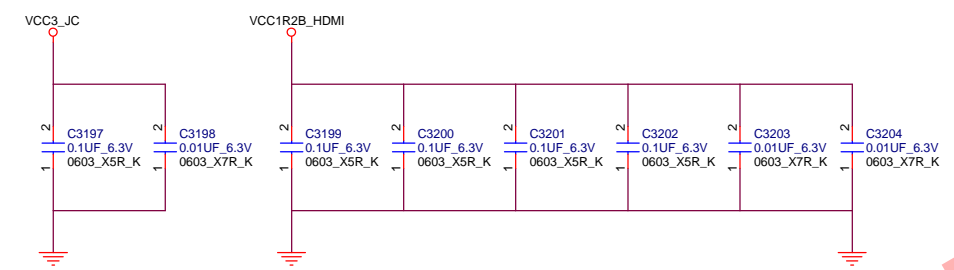 VCC3_JC
VCC1R2B_HDMI
2
C3197
0.1UF_6.3V
0603_X5R_K
1
2
C3198
0.01UF_6.3V
0603_X7R_K
1
2
C3199
0.1UF_6.3V
0603_X5R_K
1
2
C3200
0.1UF_6.3V
0603_X5R_K
1
2
C3201
0.1UF_6.3V
0603_X5R_K
1
2
C3202
0.1UF_6.3V
0603_X5R_K
1
2
C3203
0.01UF_6.3V
0603_X7R_K
1
2
C3204
0.01UF_6.3V
0603_X7R_K
1